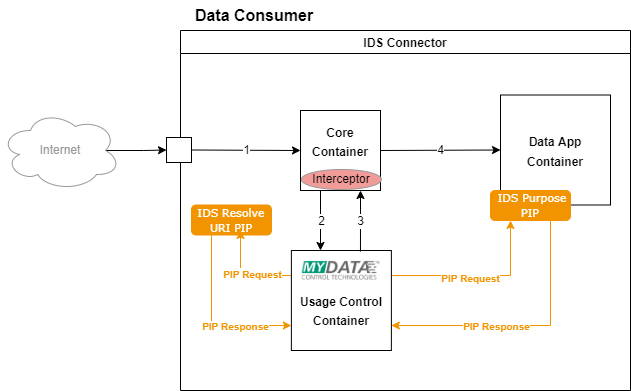 Data Consumer
IDS Connector
Internet
1
Core
Container
Interceptor
4
Data App
Container
IDS Purpose
PIP
IDS Resolve
URI PIP
2
3
MYDATA
CONTROL TECHNOLOGIES
Usage Control
Container
PIP Request
PIP Request
PIP Response
PIP Response